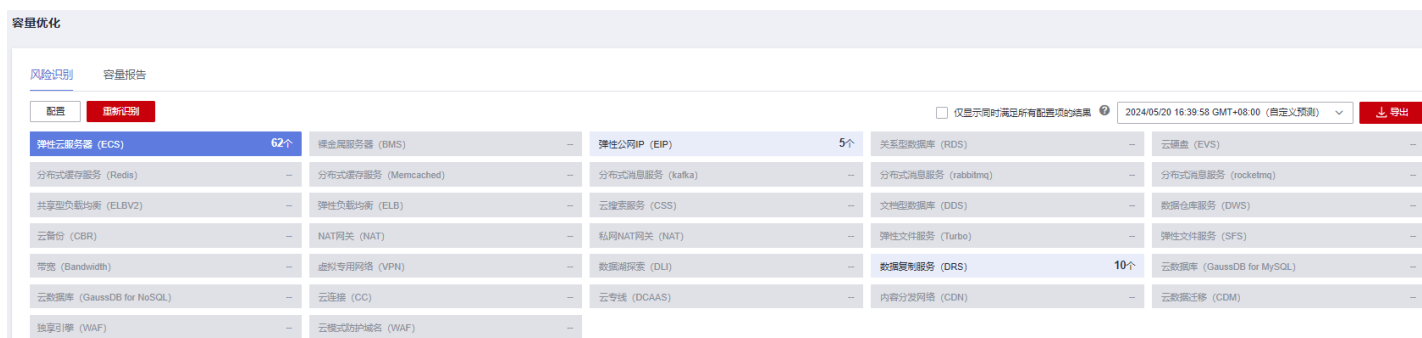 容量优化
风险识别 容量报告
配置 重新识别 仅显示同时满足所有配置项的结果 ? 2024/05/20 16:39:58 GMT+08:00（自定义预测） 导出
弹性云服务器（ECS） 62个 裸金属服务器（BMS） -- 弹性公网IP（EIP） 5个 关系型数据库（RDS） -- 云硬盘（EVS） --
分布式缓存服务（Redis） -- 分布式缓存服务（Memcached） -- 分布式消息服务（kafka） -- 分布式消息服务（rabbitmq） -- 分布式消息服务（rocketmq） --
共享型负载均衡（ELBV2） -- 弹性负载均衡（ELB） -- 云搜索服务（CSS） -- 文档型数据库（DDS） -- 数据仓库服务（DWS） --
云备份（CBR） -- NAT网关（NAT） -- 私网NAT网关（NAT） -- 弹性文件服务（Turbo） -- 弹性文件服务（SFS） --
带宽（Bandwidth） -- 虚拟专用网络（VPN） -- 数据湖探索（DLI） -- 数据复制服务（DRS） 10个 云数据库（GaussDB for MySQL） --
云数据库（GaussDB for NoSQL） -- 云连接（CC） -- 云专线（DCAAS） -- 内容分发网络（CDN） -- 云数据迁移（CDM） --
独享引擎（WAF） -- 云模式防护域名（WAF） --